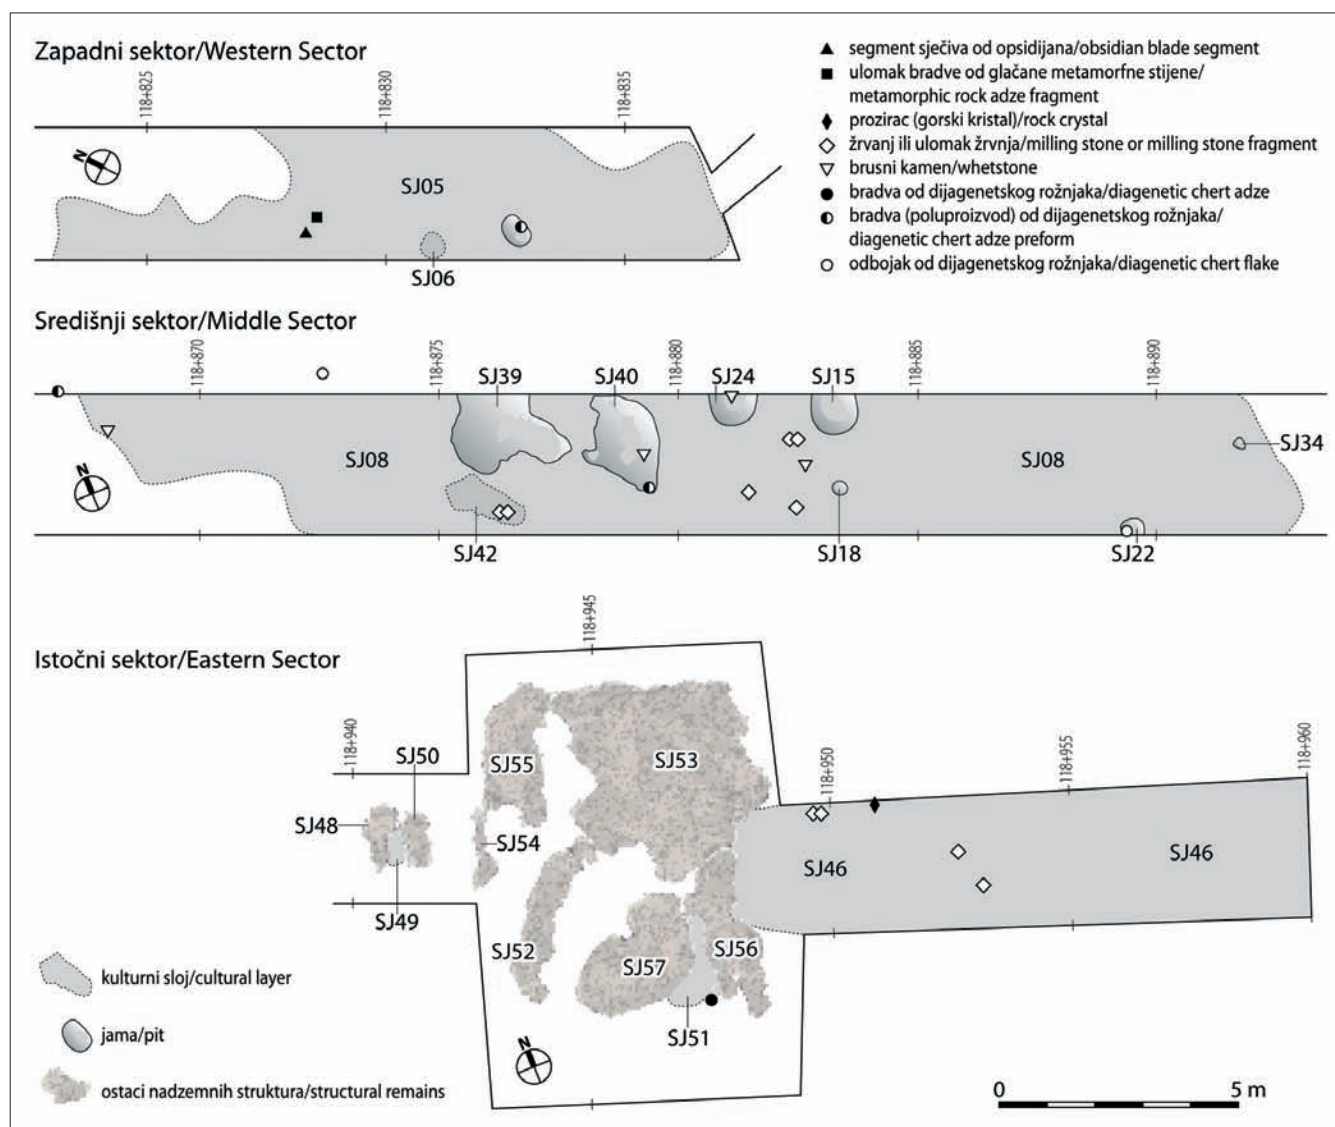 Zapadni sektor/Western Sector
118+825
118+830
118+835
N
SJ05
SJ06
segment sječiva od opsidijana/obsidian blade segment
ulomak bradve od glačane metamorfne stijene/
metamorphic rock adze fragment
prozirac (gorski kristal)/rock crystal
žrvanj ili ulomak žrvnja/milling stone or milling stone fragment
brusni kamen/whetstone
bradva od dijagenetskog rožnjaka/diagenetic chert adze
bradva (poluproizvod) od dijagenetskog rožnjaka/
diagenetic chert adze preform
odbojak od dijagenetskog rožnjaka/diagenetic chert flake
Središnji sektor/Middle Sector
118+870
118+875
118+880
118+885
118+890
SJ39
SJ40
SJ24
SJ15
SJ08
SJ08
SJ34
N
SJ42
SJ18
SJ22
Istočni sektor/Eastern Sector
118+945
118+940
118+950
118+955
118+960
SJ50
SJ55
SJ53
SJ48
SJ54
SJ46
SJ46
SJ49
SJ52
SJ57
SJ56
SJ51
N
kulturni sloj/cultural layer
jama/pit
ostaci nadzemnih struktura/structural remains
0 5 m